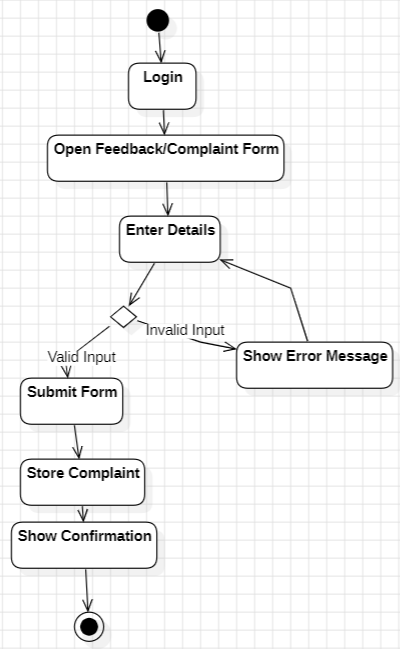 Login
Open Feedback/Complaint Form
Enter Details
Invalid Input
Valid Input
Show Error Message
Submit Form
Store Complaint
Show Confirmation